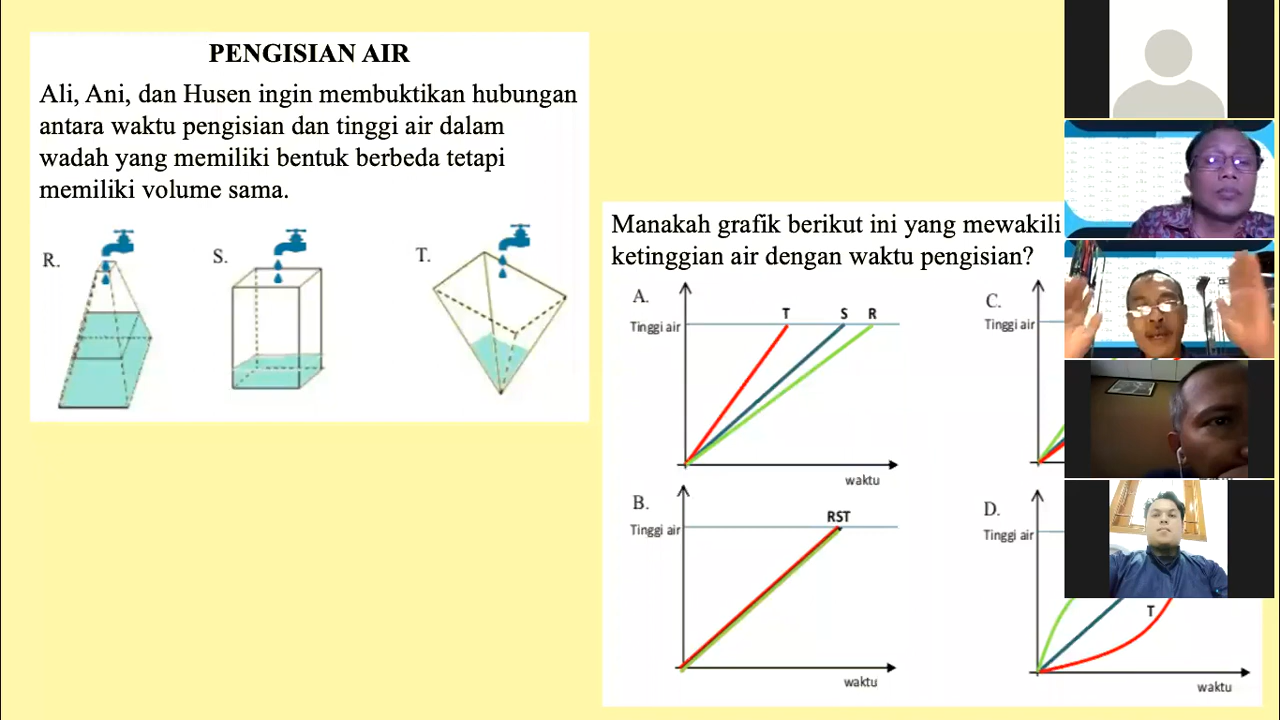 PENGISIAN AIR
Ali, Ani, dan Husen ingin membuktikan hubungan
antara waktu pengisian dan tinggi air dalam
wadah yang memiliki bentuk berbeda tetapi
memiliki volume sama.
R.
S.
T.
Manakah grafik berikut ini yang mewakili
ketinggian air dengan waktu pengisian?
A.
T S R
Tinggi air
waktu
B.
RST
Tinggi air
waktu
C.
Tinggi air
D.
Tinggi air
T
waktu